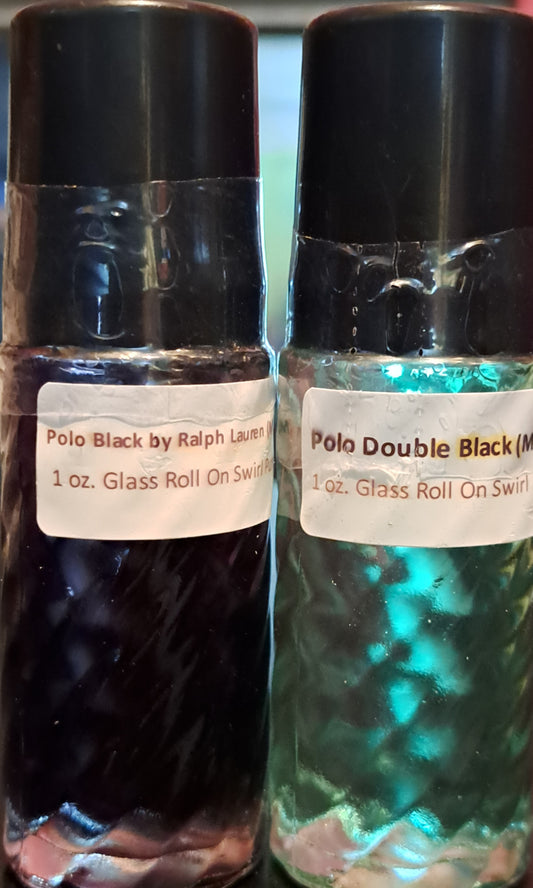 Polo Black by Ralph Lauren (M
1 oz. Glass Roll On Swirl Pu
Polo Double Black (M
1 oz. Glass Roll On Swirl